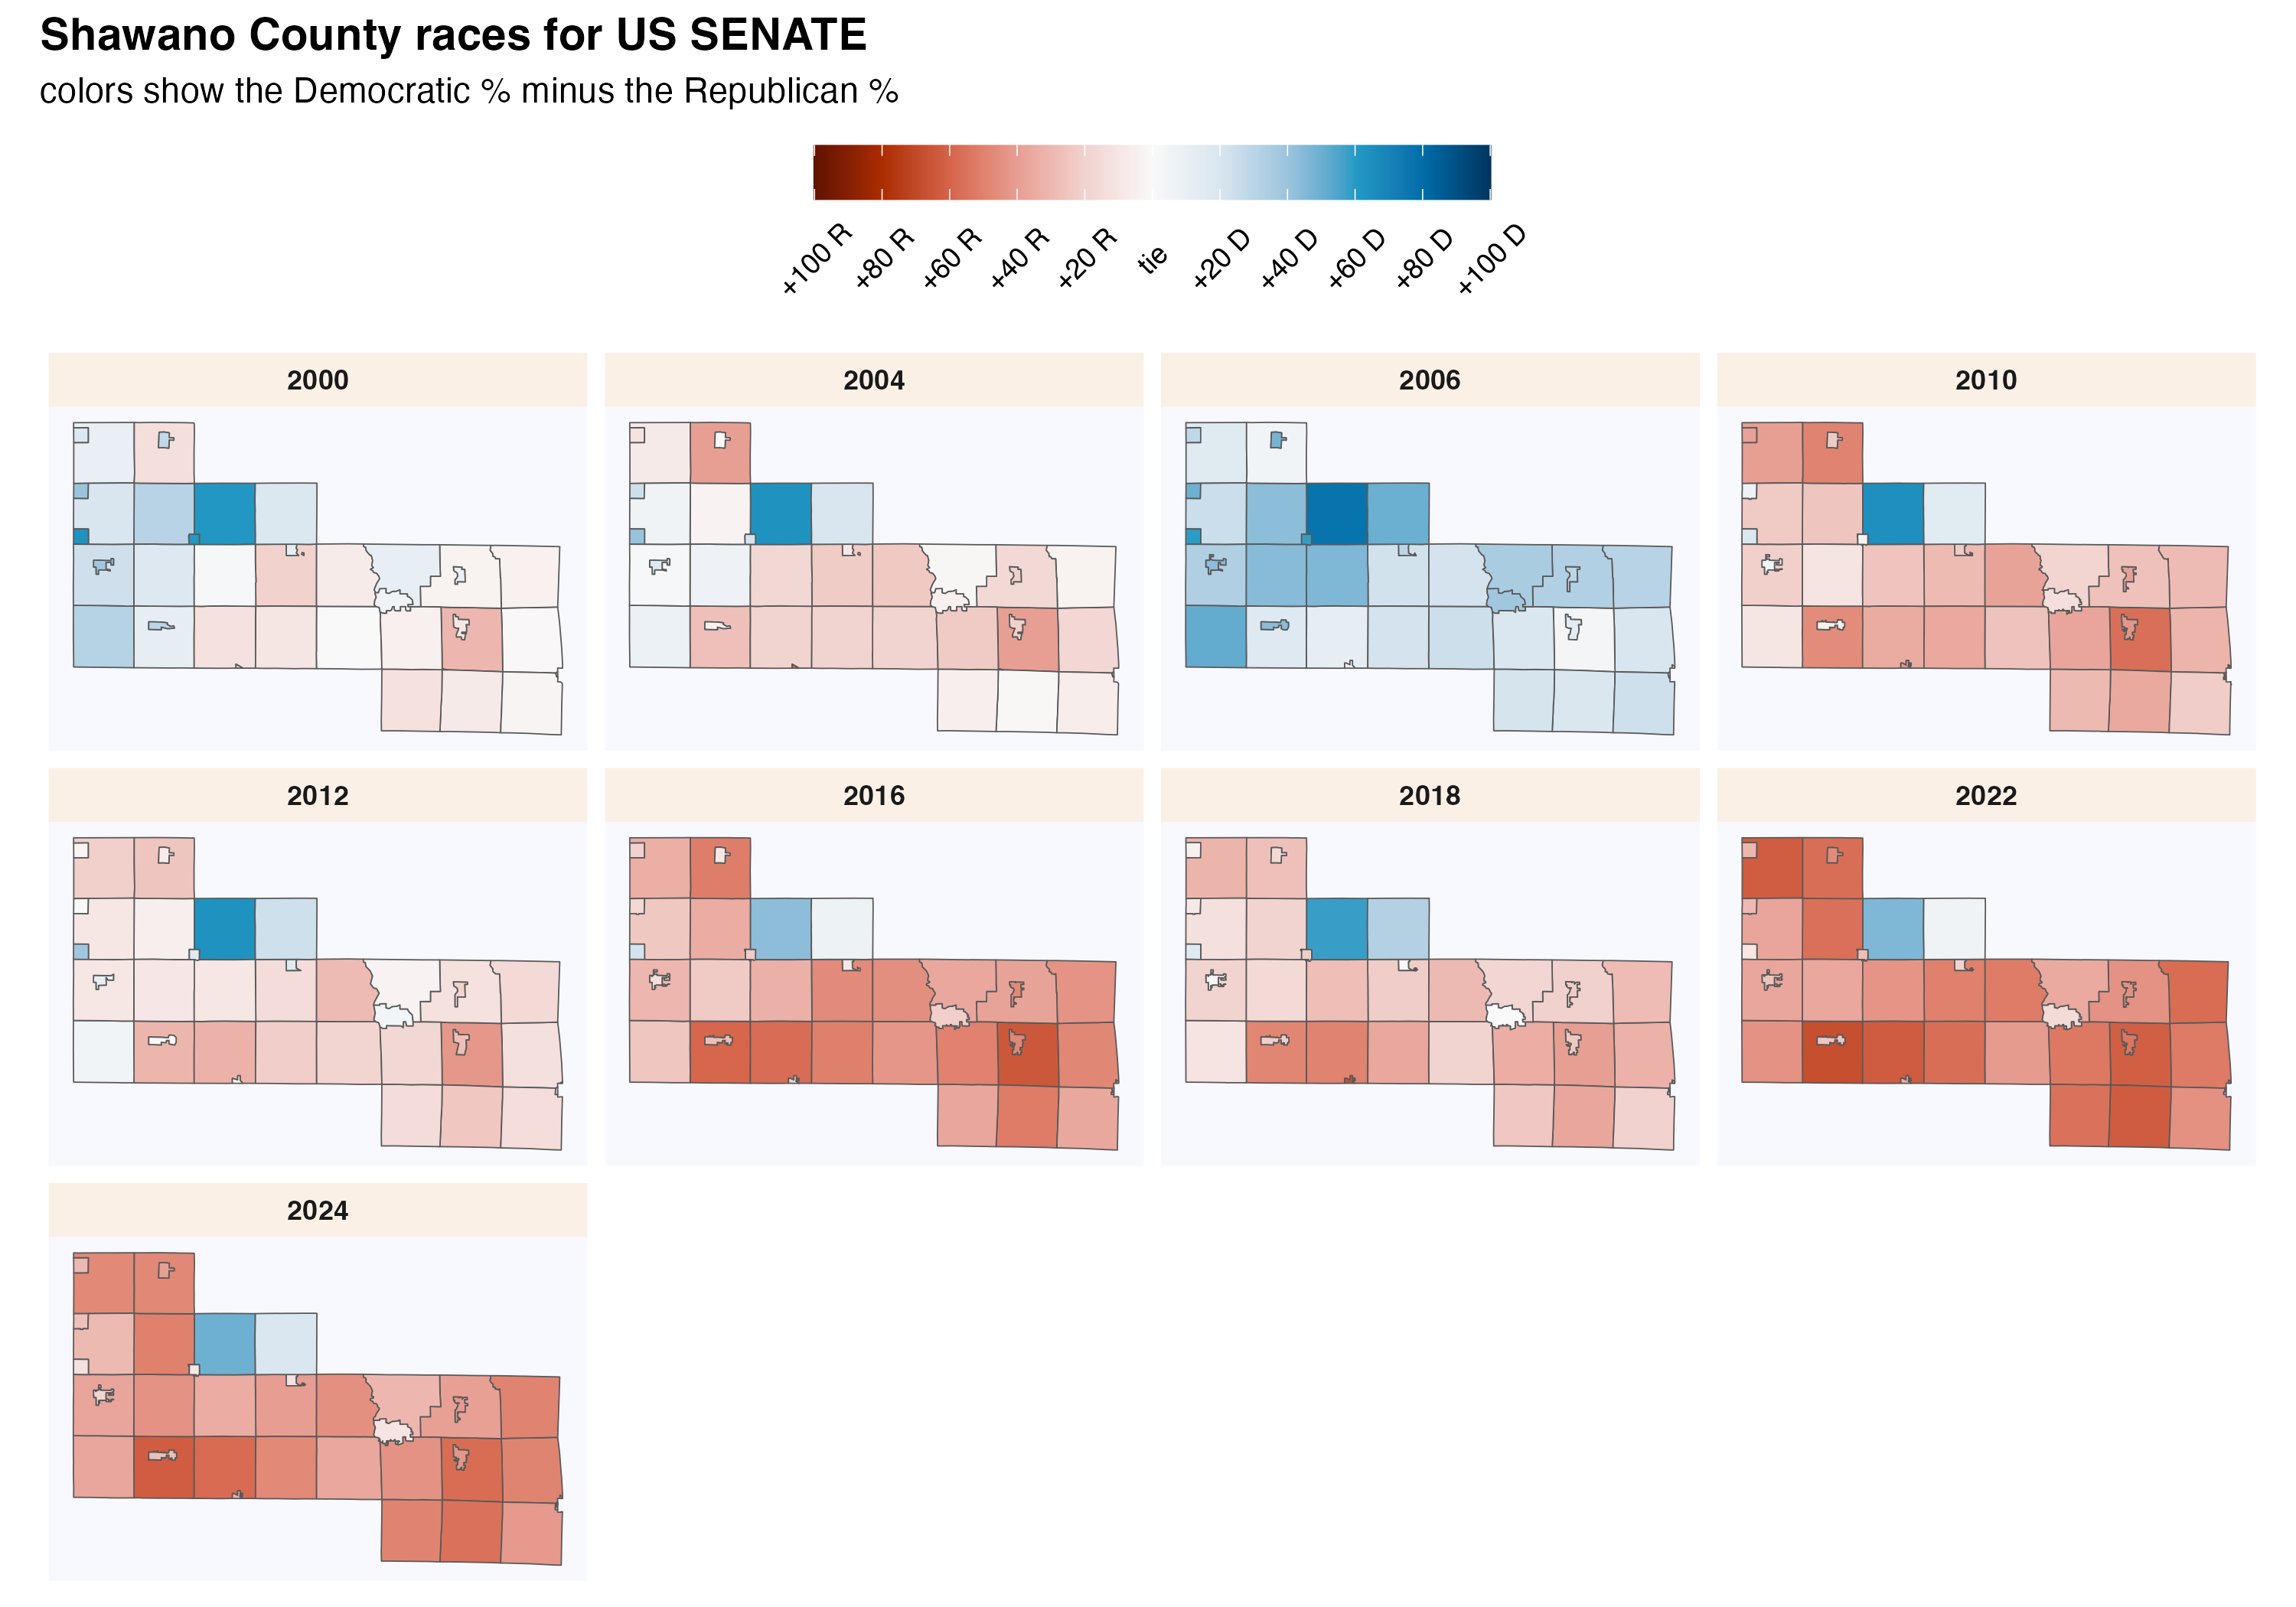 Shawano County races for US SENATE
colors show the Democratic % minus the Republican %
+100 R
+80 R
+60 R
+40 R
+20 R
tie
+20 D
+40 D
+60 D
+80 D
+100 D
2000
2004
2006
2010
2012
2016
2018
2022
2024